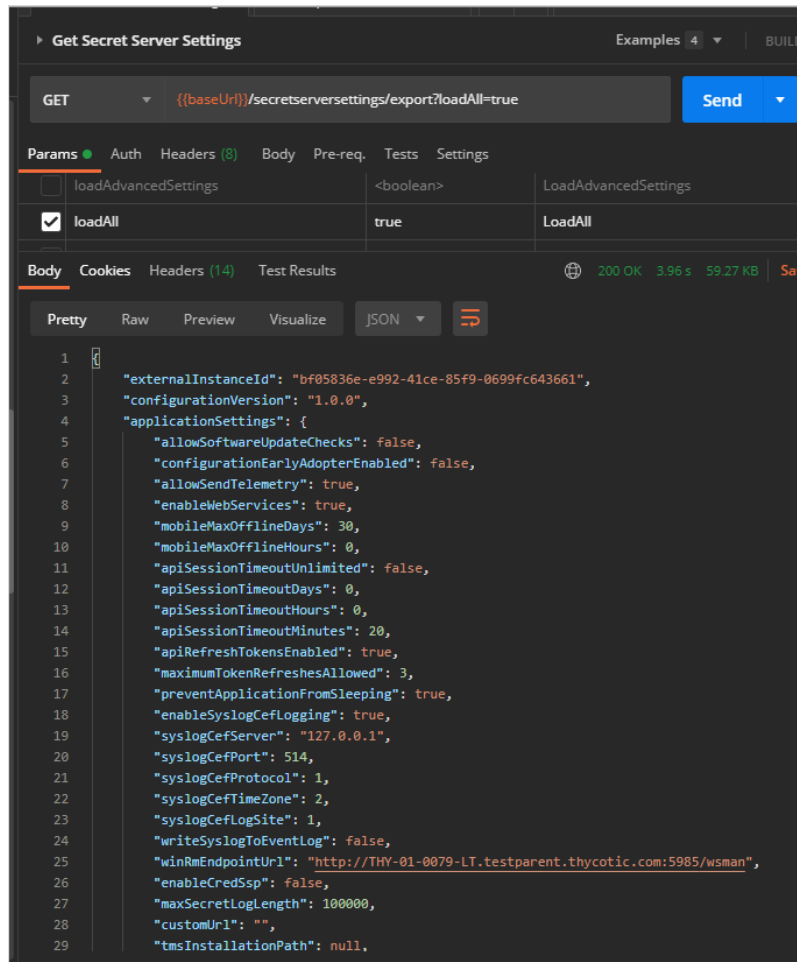 Get Secret Server Settings Examples 4
GET {{baseUrl}}/secretserversettings/export?loadAll=true Send
Params Auth Headers (8) Body Pre-req. Tests Settings
loadAdvancedSettings <boolean> LoadAdvancedSettings
loadAll true LoadAll
Body Cookies Headers (14) Test Results 200 OK 3.96 s 59.27 KB
Pretty Raw Preview Visualize JSON
1 {
2 "externalInstanceId": "bf05836e-e992-41ce-85f9-0699fc643661",
3 "configurationVersion": "1.0.0",
4 "applicationSettings": {
5 "allowSoftwareUpdateChecks": false,
6 "configurationEarlyAdopterEnabled": false,
7 "allowSendTelemetry": true,
8 "enableWebServices": true,
9 "mobileMaxOfflineDays": 30,
10 "mobileMaxOfflineHours": 0,
11 "apiSessionTimeoutUnlimited": false,
12 "apiSessionTimeoutDays": 0,
13 "apiSessionTimeoutHours": 0,
14 "apiSessionTimeoutMinutes": 20,
15 "apiRefreshTokensEnabled": true,
16 "maximumTokenRefreshesAllowed": 3,
17 "preventApplicationFromSleeping": true,
18 "enableSyslogCefLogging": true,
19 "syslogCefServer": "127.0.0.1",
20 "syslogCefPort": 514,
21 "syslogCefProtocol": 1,
22 "syslogCefTimeZone": 2,
23 "syslogCefLogSite": 1,
24 "writeSyslogToEventLog": false,
25 "winRmEndpointUrl": "http://THY-01-0079-LT.testparent.thycotic.com:5985/wsman",
26 "enableCredSsp": false,
27 "maxSecretLogLength": 100000,
28 "customUrl": "",
29 "tmsInstallationPath": null,